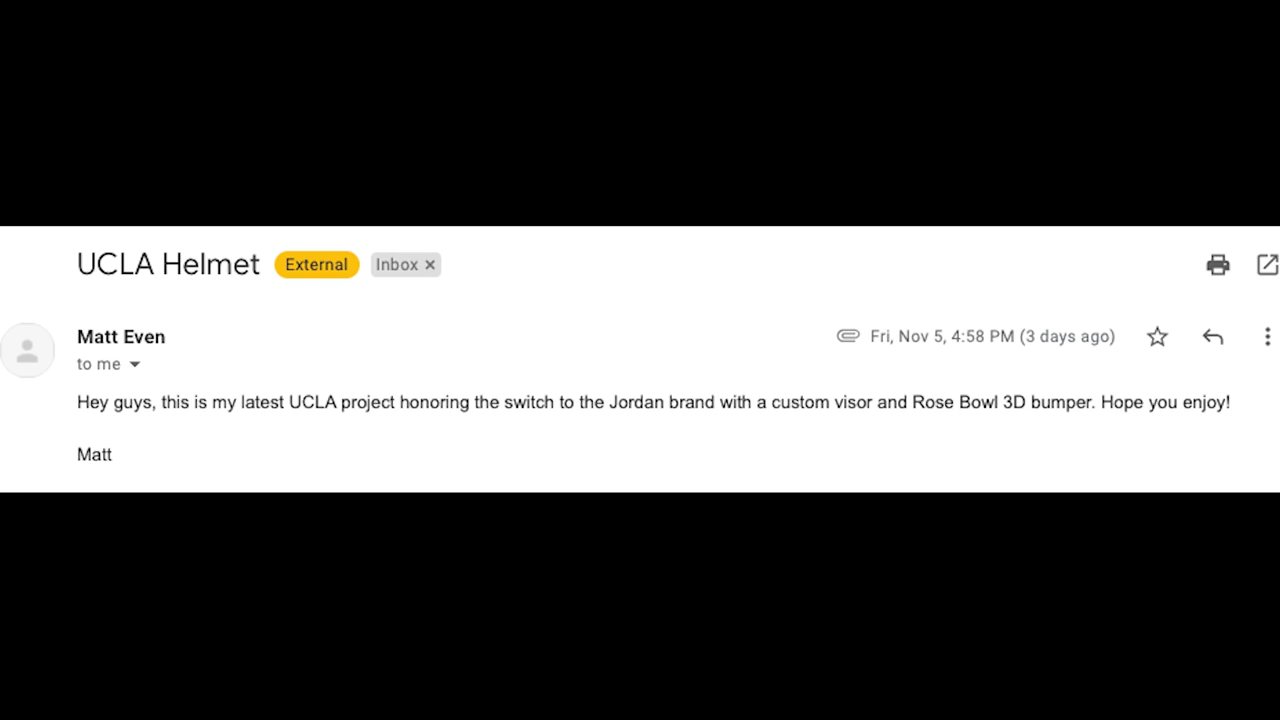 UCLA Helmet External Inbox ×
Matt Even Fri, Nov 5, 4:58 PM (3 days ago)
to me
Hey guys, this is my latest UCLA project honoring the switch to the Jordan brand with a custom visor and Rose Bowl 3D bumper. Hope you enjoy!
Matt